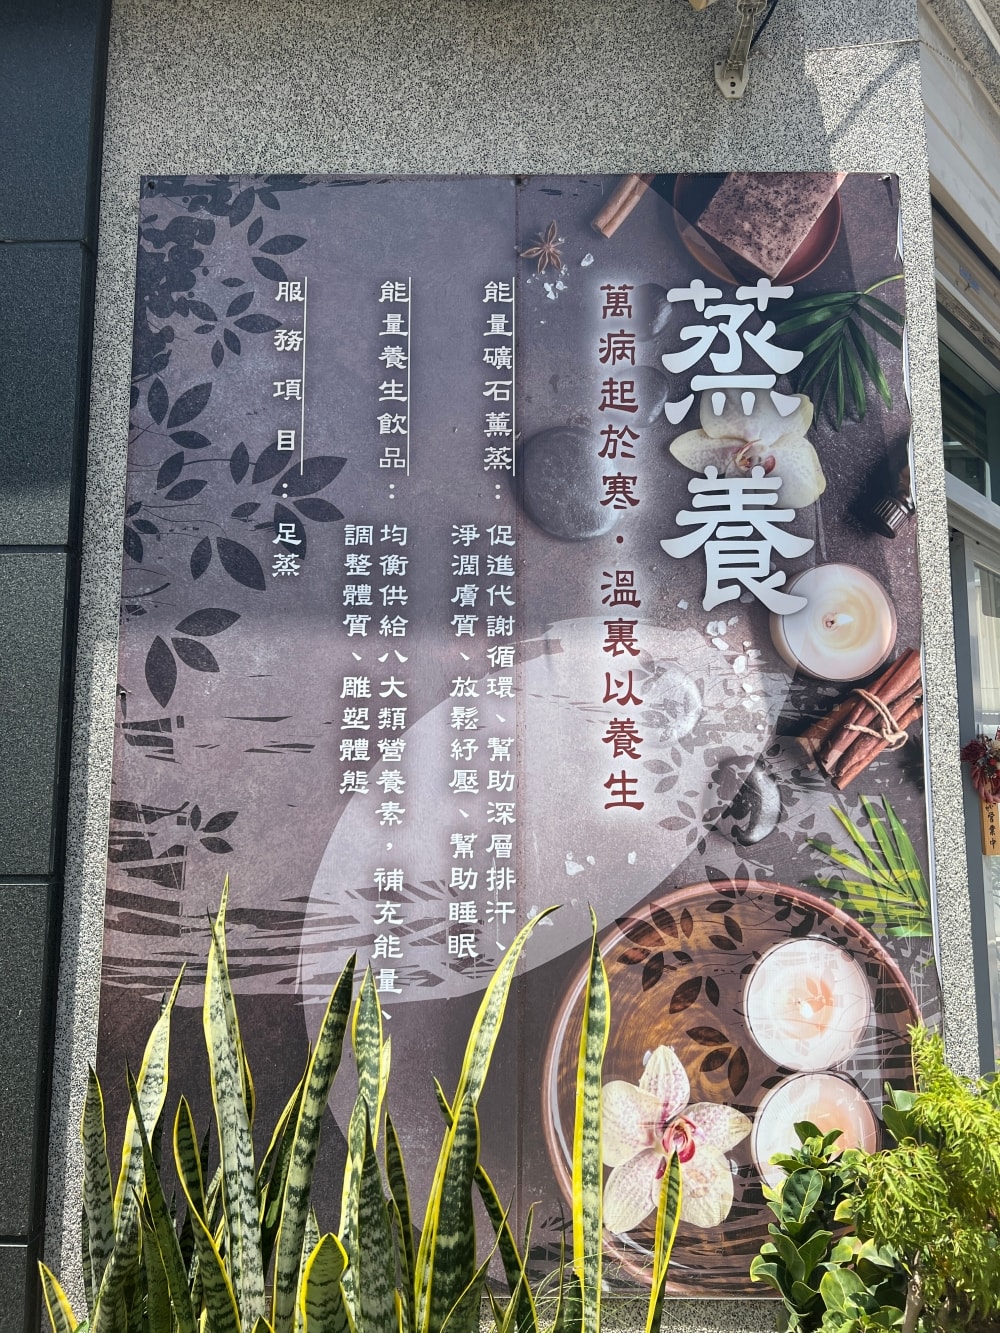 蒸養
萬病起於寒．溫裏以養生
能量礦石薰蒸：促進代謝循環、幫助深層排汗、
淨潤膚質、放鬆紓壓、幫助睡眠
能量養生飲品：均衡供給八大類營養素，補充能量、
調整體質、雕塑體態
服務項目：足蒸
營業中